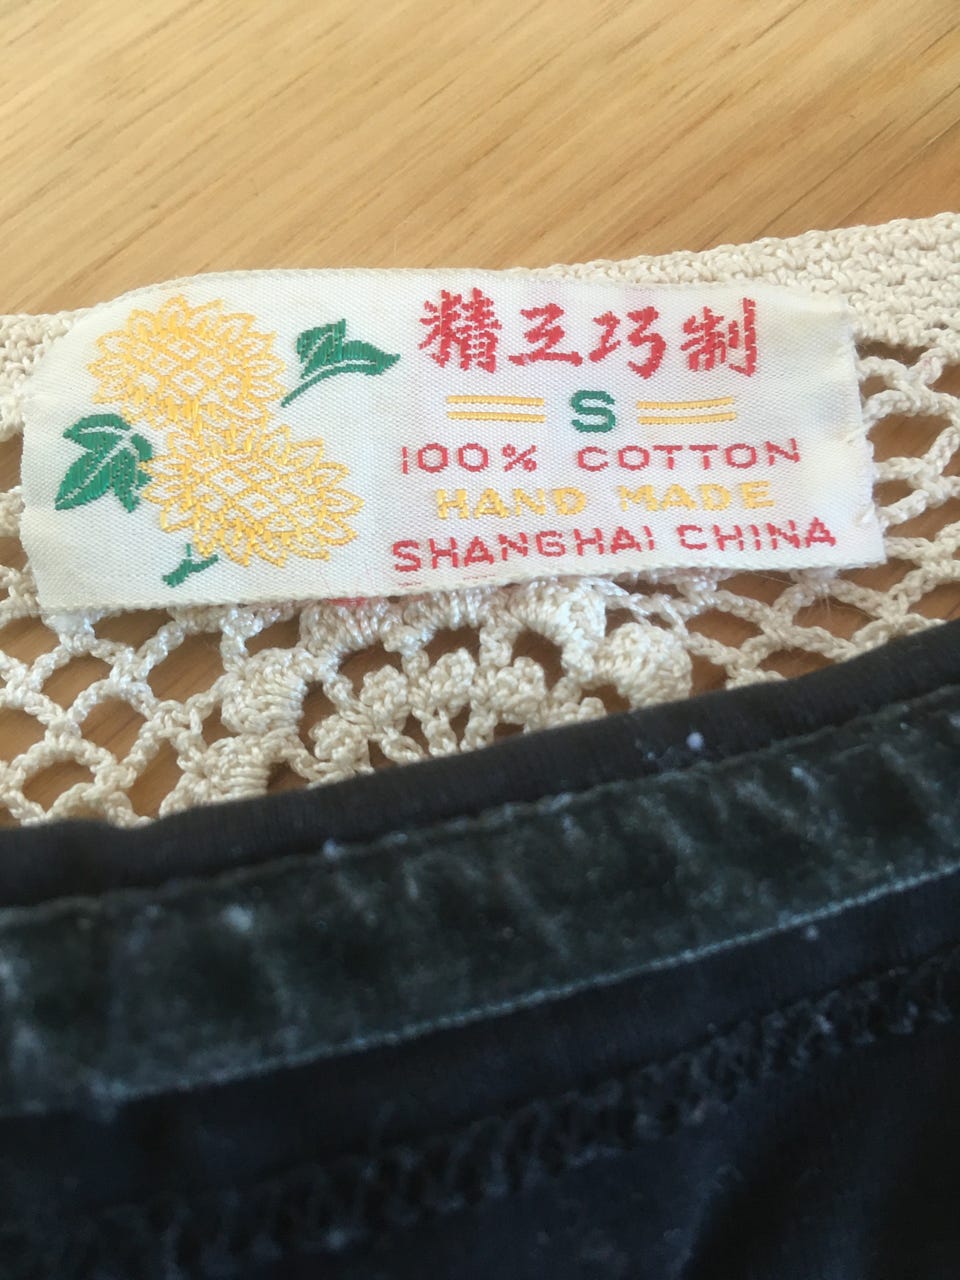 精工巧制
S
100% COTTON
HAND MADE
SHANGHAI CHINA